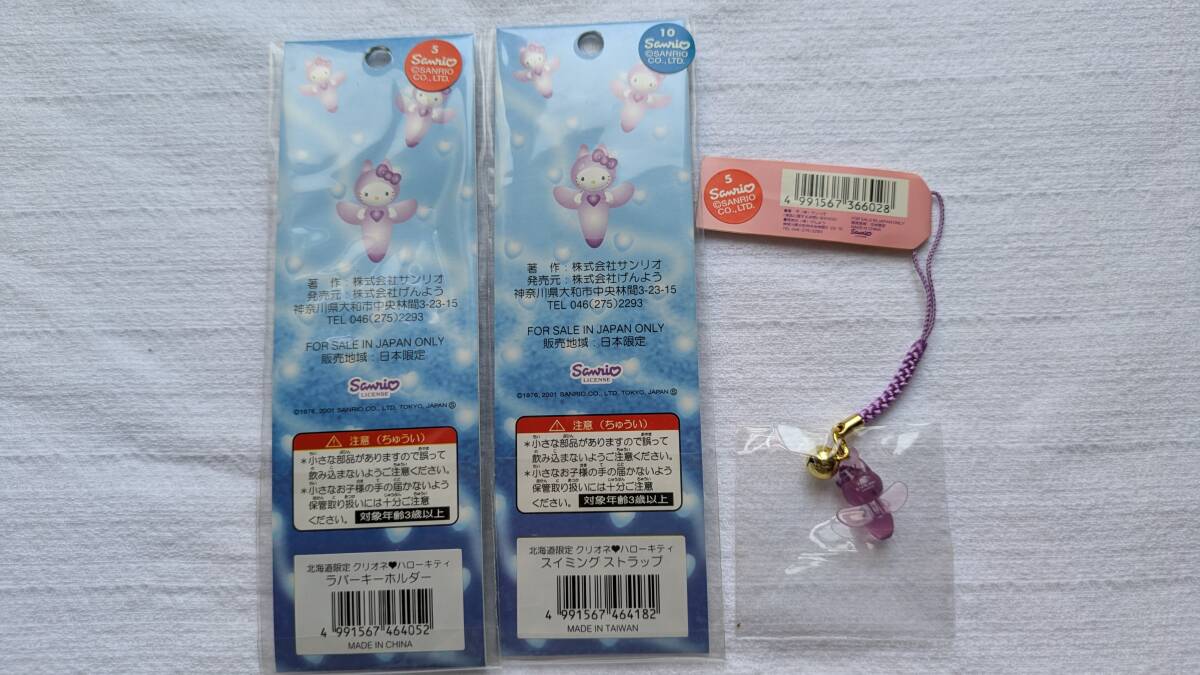 5
Sanrio
©SANRIO
CO.,LTD.
著 作:株式会社サンリオ
発売元:株式会社げんよう
神奈川県大和市中央林間3-23-15
TEL 046(275)2293
FOR SALE IN JAPAN ONLY
販売地域:日本限定
Sanrio
LICENSE
©1976, 2001 SANRIO CO., LTD. TOKYO, JAPAN Ⓢ
注意(ちゅうい)
*小さな部品がありますので誤って
飲み込まないようご注意ください。
*小さなお子様の手の届かないよう
保管取り扱いには十分ご注意
ください。 対象年齢3歳以上
北海道限定 クリオネ♥ハローキティ
ラバーキーホルダー
4 991567 464052
MADE IN CHINA
10
Sanrio
©SANRIO
CO.,LTD.
著 作:株式会社サンリオ
発売元:株式会社げんよう
神奈川県大和市中央林間3-23-15
TEL 046(275)2293
FOR SALE IN JAPAN ONLY
販売地域:日本限定
Sanrio
LICENSE
©1976, 2001 SANRIO CO., LTD. TOKYO, JAPAN Ⓢ
注意(ちゅうい)
*小さな部品がありますので誤って
飲み込まないようご注意ください。
*小さなお子様の手の届かないよう
保管取り扱いには十分ご注意
ください。 対象年齢3歳以上
北海道限定 クリオネ♥ハローキティ
スイミング ストラップ
4 991567 464182
MADE IN TAIWAN
5
Sanrio
©SANRIO
CO.,LTD.
4 991567 366028
FOR SALE IN JAPAN ONLY
販売地域:日本限定
MADE IN CHINA
Sanrio